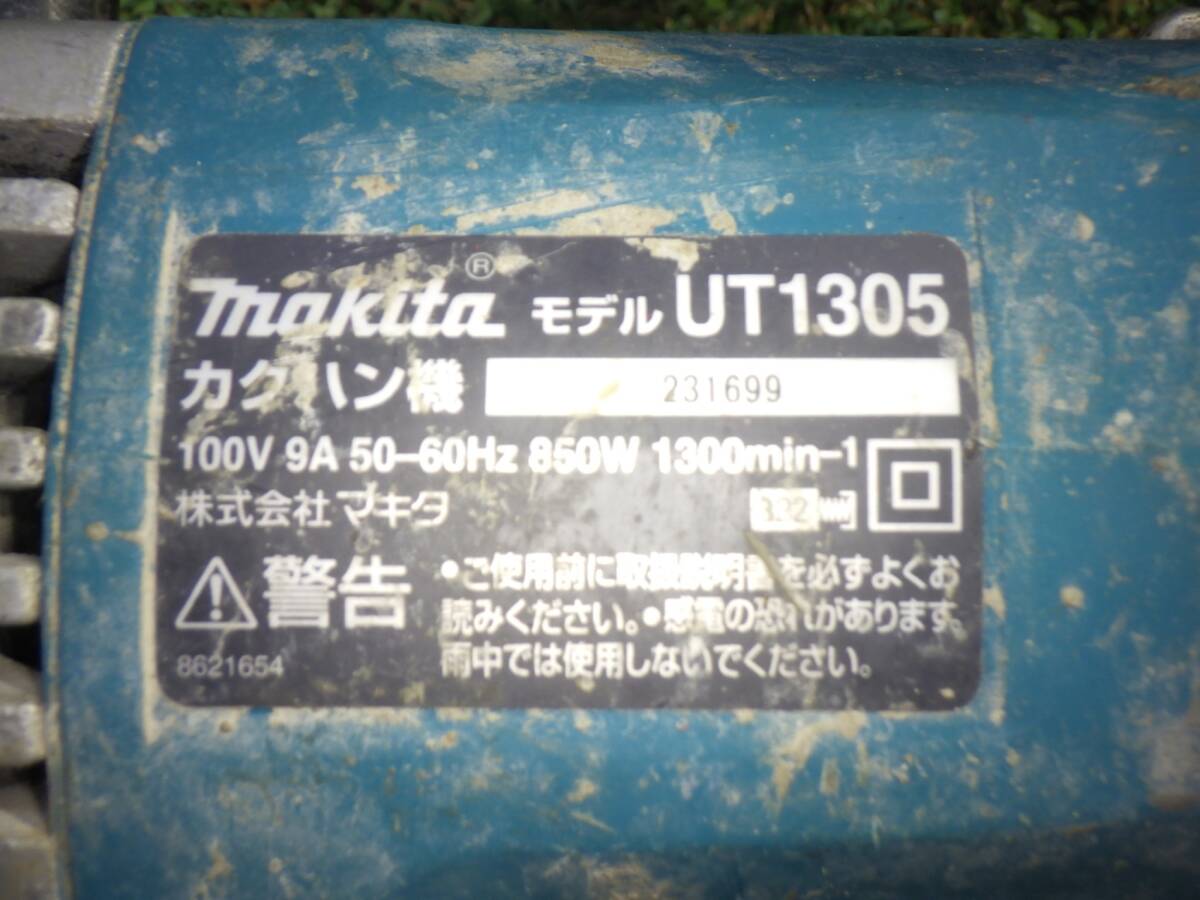 makita® モデル UT1305
カクハン機 231699
100V 9A 50-60Hz 850W 1300min-1
株式会社マキタ
警告 •ご使用前に取扱説明書を必ずよくお
読みください。•感電の恐れがあります。
雨中では使用しないでください。
8621654